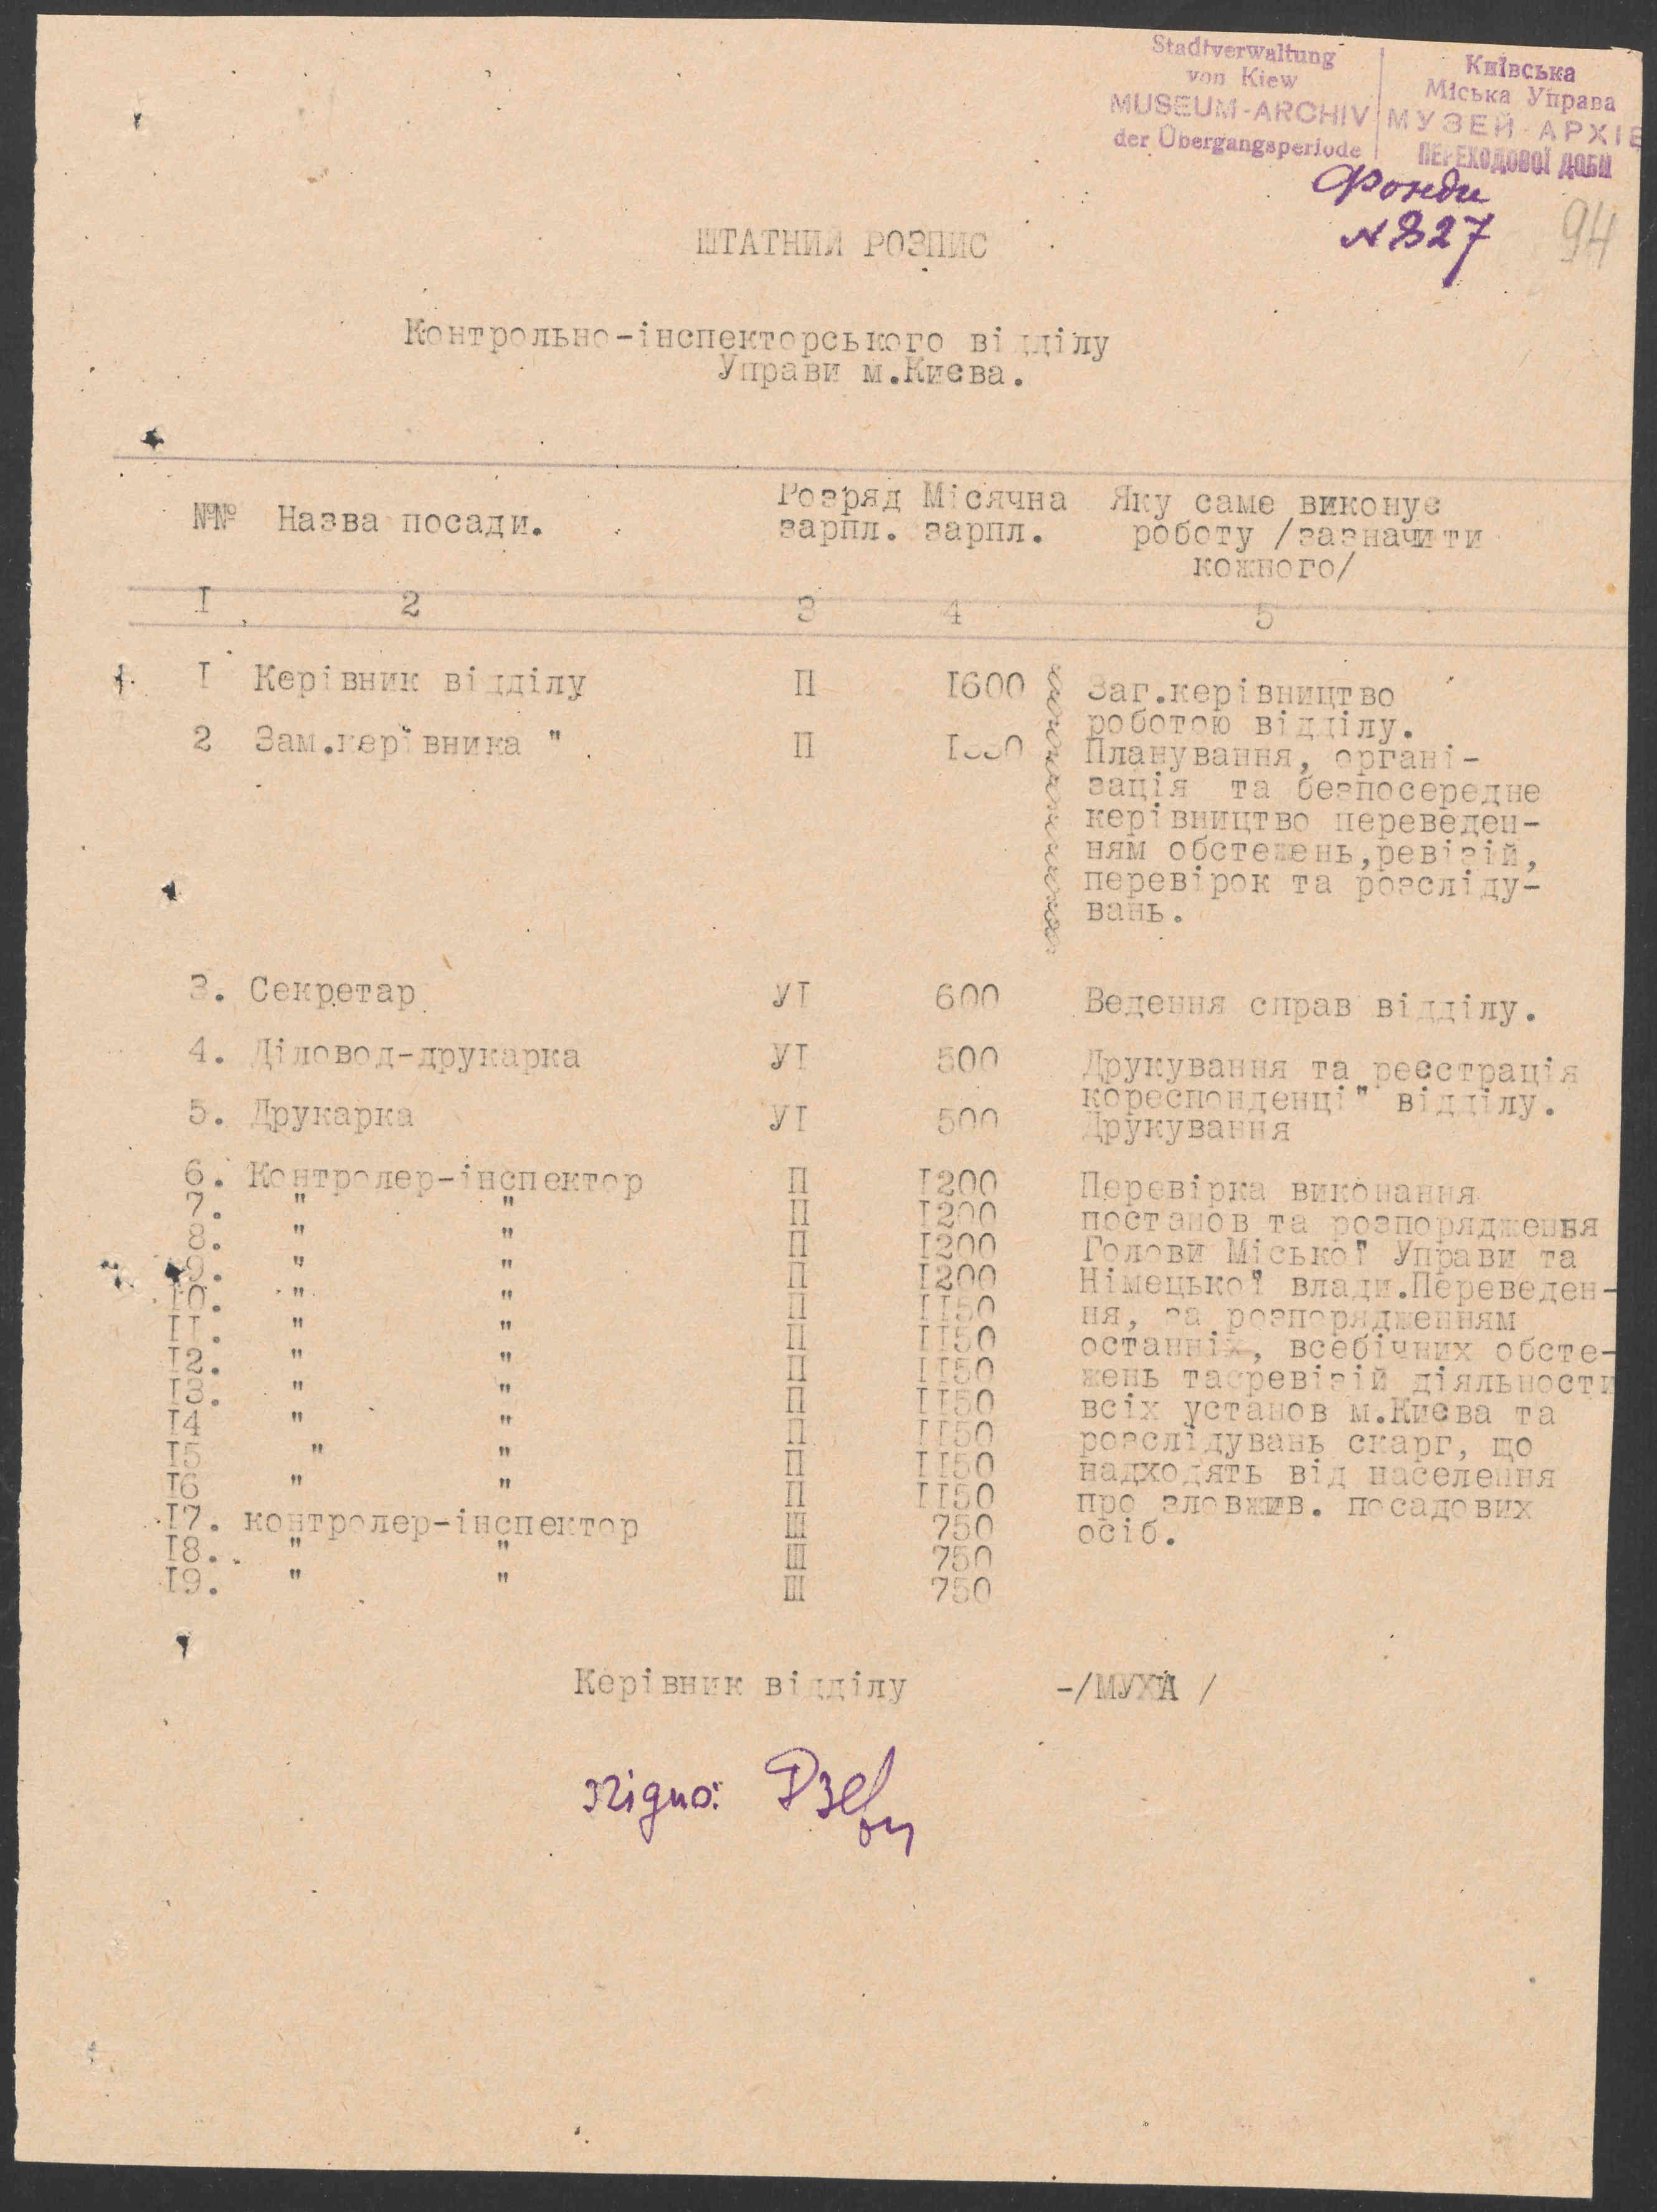 Stadtverwaltung
von Kiew
MUSEUM-ARCHIV
der Übergangsperiode
Київська
Міська Управа
МУЗЕЙ-АРХІВ
ПЕРЕХОДОВОЇ ДОБИ
Фонди
N 827
94
ШТАТНИЙ РОЗПИС
Контрольно-інспекторського відділу
Управи м.Києва.
№№ Назва посади. Розряд зарпл. Місячна зарпл. Яку саме виконує
роботу /зазначити
кожного/
I 2 3 4 5
I Керівник відділу II I600 Заг.керівництво
роботою відділу.
2 Зам.керівника " II Планування, органі-
зація та безпосередне
керівництво переведен-
ням обстежень,ревізій,
перевірок та розсліду-
вань.
3. Секретар УI 600 Ведення справ відділу.
4. Діловод-друкарка УI 500 Друкування та реєстрація
кореспонденці" відділу.
5. Друкарка УI 500 Друкування
6. Контролер-інспектор П I200 Перевірка виконання
7. " " П I200 постанов та розпорядження
8. " " П I200 Голови Міської Управи та
9. " " П I200 Німецької влади.Переведен-
I0. " " П II50 ня, за розпорядженням
II. " " П II50 останніх, всебічних обсте-
I2. " " П II50 жень та ревізій діяльности
I3. " " П II50 всіх установ м.Києва та
I4 " " П II50 розслідувань скарг, що
I5 " " П II50 надходять від населення
I6 " " П II50 про зловжив. посадових
I7. контролер-інспектор Ш 750 осіб.
I8. " " Ш 750
I9. " " Ш 750
Керівник відділу -/МУХА /
Згідно: